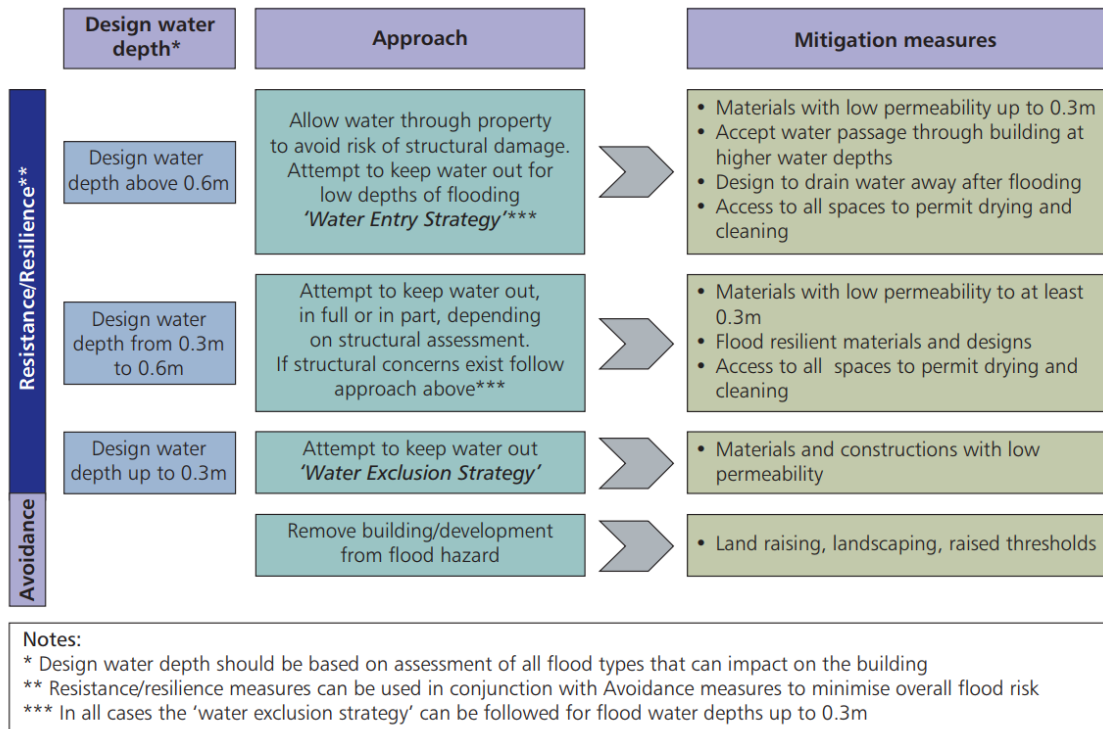 Design water
depth*
Approach
Mitigation measures
Resistance/Resilience**
Design water
depth above 0.6m
Allow water through property
to avoid risk of structural damage.
Attempt to keep water out for
low depths of flooding
‘Water Entry Strategy’***
• Materials with low permeability up to 0.3m
• Accept water passage through building at
higher water depths
• Design to drain water away after flooding
• Access to all spaces to permit drying and
cleaning
Design water
depth from 0.3m
to 0.6m
Attempt to keep water out,
in full or in part, depending
on structural assessment.
If structural concerns exist follow
approach above***
• Materials with low permeability to at least
0.3m
• Flood resilient materials and designs
• Access to all spaces to permit drying and
cleaning
Design water
depth up to 0.3m
Attempt to keep water out
‘Water Exclusion Strategy’
• Materials and constructions with low
permeability
Avoidance
Remove building/development
from flood hazard
• Land raising, landscaping, raised thresholds
Notes:
* Design water depth should be based on assessment of all flood types that can impact on the building
** Resistance/resilience measures can be used in conjunction with Avoidance measures to minimise overall flood risk
*** In all cases the ‘water exclusion strategy’ can be followed for flood water depths up to 0.3m